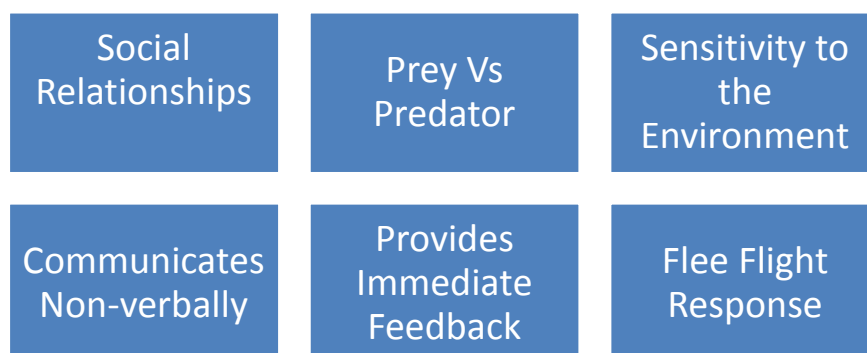 Social
Relationships
Prey Vs
Predator
Sensitivity to
the
Environment
Communicates
Non-verbally
Provides
Immediate
Feedback
Flee Flight
Response